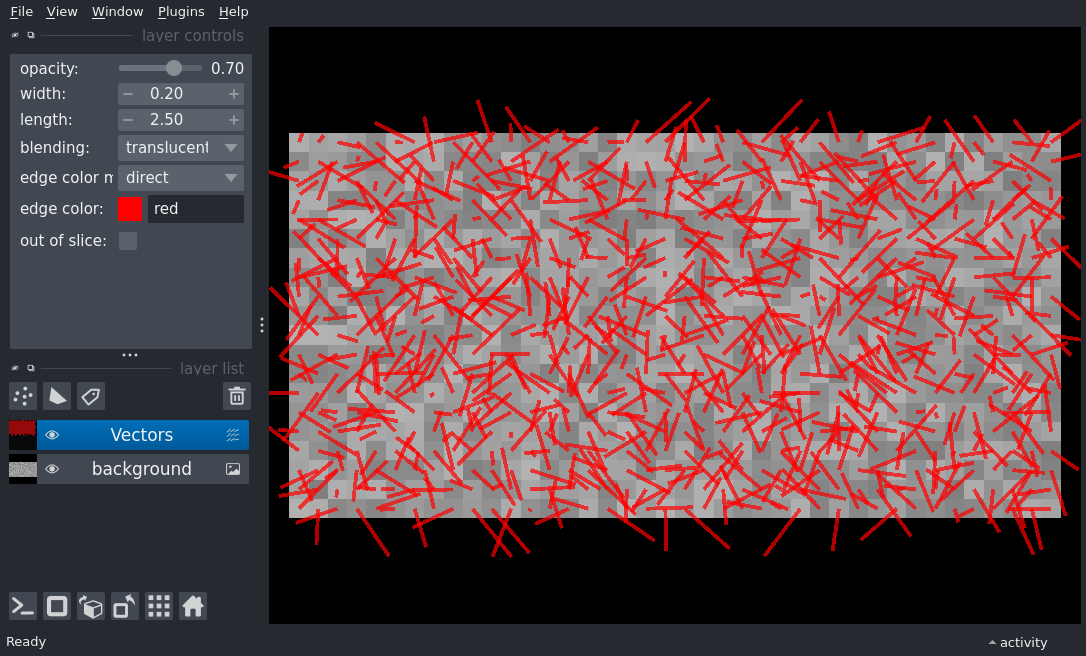 File View Window Plugins Help
layer controls
opacity: 0.70
width: 0.20
length: 2.50
blending: translucent
edge color m direct
edge color: red
out of slice:
layer list
Vectors
background
Ready
activity